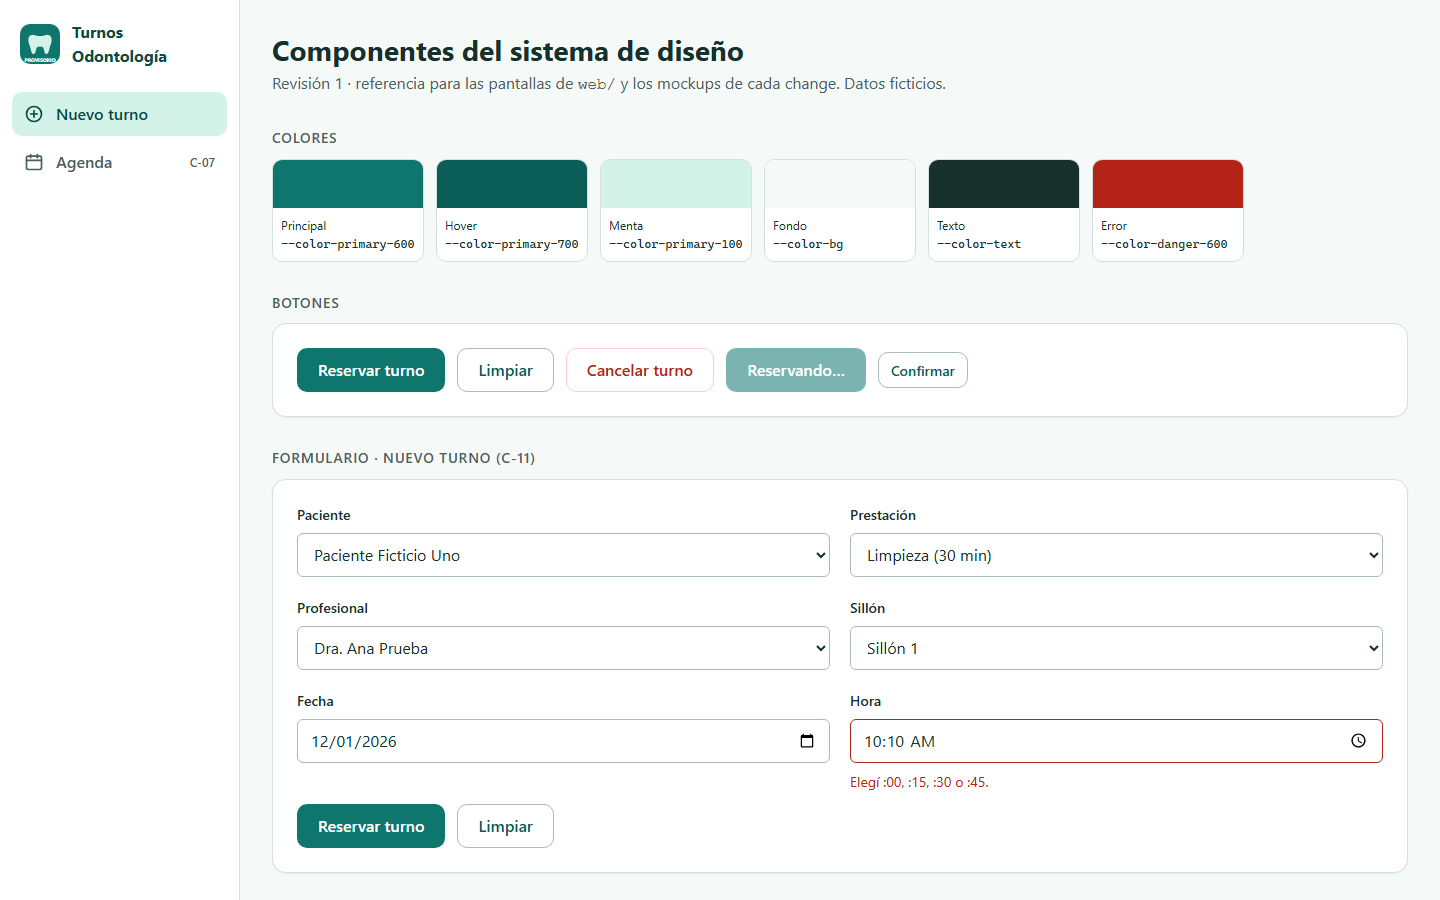 Turnos
Odontología
PROVISORIO
Nuevo turno
Agenda
C-07
Componentes del sistema de diseño
Revisión 1 · referencia para las pantallas de web/ y los mockups de cada change. Datos ficticios.
COLORES
Principal
--color-primary-600
Hover
--color-primary-700
Menta
--color-primary-100
Fondo
--color-bg
Texto
--color-text
Error
--color-danger-600
BOTONES
Reservar turno
Limpiar
Cancelar turno
Reservando...
Confirmar
FORMULARIO · NUEVO TURNO (C-11)
Paciente
Paciente Ficticio Uno
Prestación
Limpieza (30 min)
Profesional
Dra. Ana Prueba
Sillón
Sillón 1
Fecha
12/01/2026
Hora
10:10 AM
Elegí :00, :15, :30 o :45.
Reservar turno
Limpiar